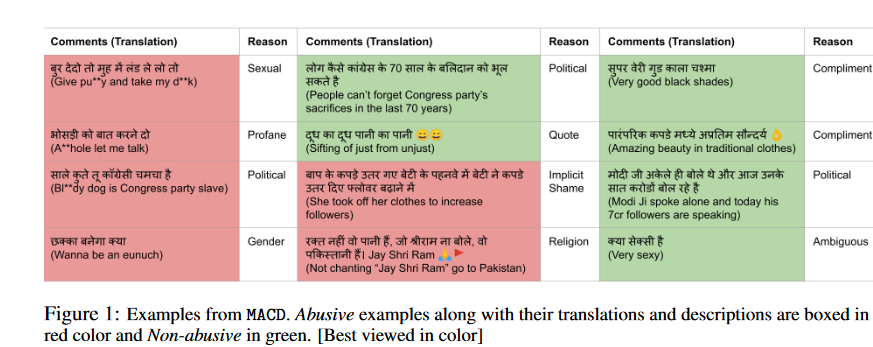 Comments (Translation) Reason Comments (Translation) Reason Comments (Translation) Reason
बुर देदो तो मुह में लंड ले लो तो
(Give pu**y and take my d**k)
Sexual
लोग कैसे कांग्रेस के 70 साल के बलिदान को भूल
सकते है
(People can't forget Congress party's
sacrifices in the last 70 years)
Political
सुपर वेरी गुड काला चश्मा
(Very good black shades)
Compliment
भोसड़ी को बात करने दो
(A**hole let me talk)
Profane
दूध का दूध पानी का पानी 😄😄
(Sifting of just from unjust)
Quote
पारंपरिक कपडे मध्ये अप्रतिम सौन्दर्य 👌
(Amazing beauty in traditional clothes)
Compliment
साले कुते तू कॉग्रेसी चमचा है
(Bl**dy dog is Congress party slave)
Political
बाप के कपड़े उतर गए बेटी के पहनवे में बेटी ने कपडे
उतर दिए फ्लोवर बढ़ाने में
(She took off her clothes to increase
followers)
Implicit
Shame
मोदी जी अकेले ही बोले थे और आज उनके
सात करोडों बोल रहे है
(Modi Ji spoke alone and today his
7cr followers are speaking)
Political
छक्का बनेगा क्या
(Wanna be an eunuch)
Gender
रक्त नहीं वो पानी हैं, जो श्रीराम ना बोले, वो
पकिस्तानी हैं। Jay Shri Ram 🙏🚩
(Not chanting "Jay Shri Ram" go to Pakistan)
Religion
क्या सेक्सी है
(Very sexy)
Ambiguous
Figure 1: Examples from MACD. Abusive examples along with their translations and descriptions are boxed in
red color and Non-abusive in green. [Best viewed in color]